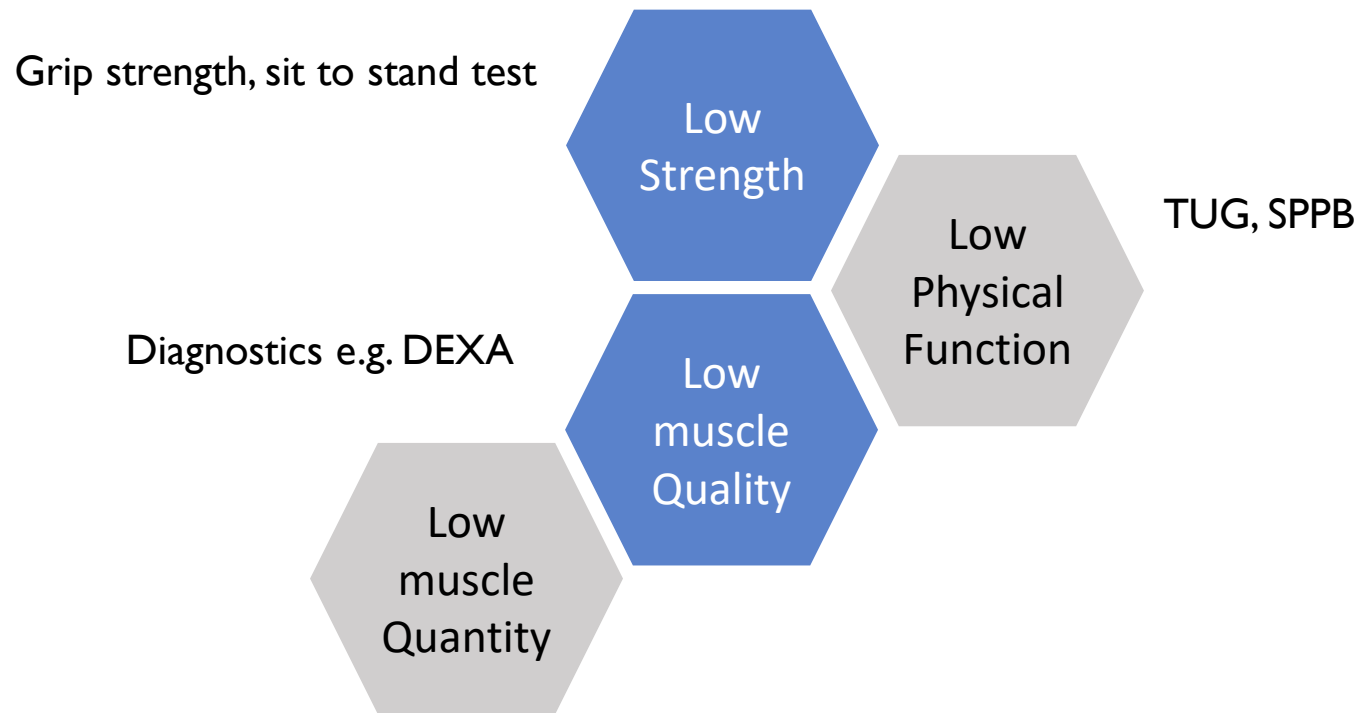 Grip strength, sit to stand test
Low
Strength
TUG, SPPB
Low
Physical
Function
Diagnostics e.g. DEXA
Low
muscle
Quality
Low
muscle
Quantity